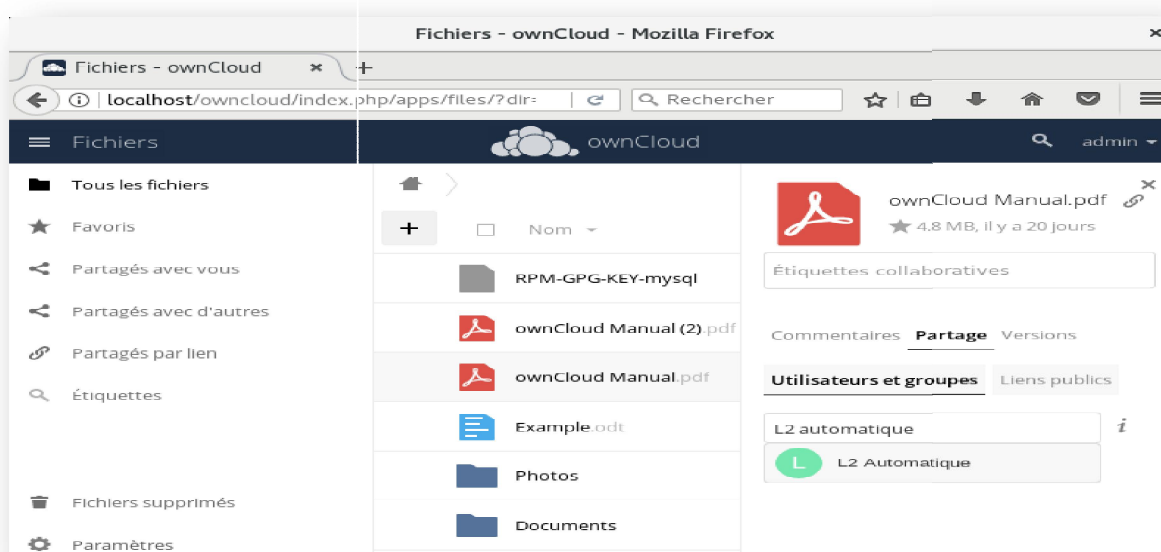 Fichiers - ownCloud - Mozilla Firefox
Fichiers - ownCloud
localhost/owncloud/index.php/apps/files/?dir=
Rechercher
Fichiers
ownCloud
admin
Tous les fichiers
Favoris
Partagés avec vous
Partagés avec d'autres
Partagés par lien
Étiquettes
Fichiers supprimés
Paramètres
Nom
RPM-GPG-KEY-mysql
ownCloud Manual (2).pdf
ownCloud Manual.pdf
Example.odt
Photos
Documents
ownCloud Manual.pdf
4.8 MB, il y a 20 jours
Étiquettes collaboratives
Commentaires Partage Versions
Utilisateurs et groupes Liens publics
L2 automatique
i
L
L2 Automatique